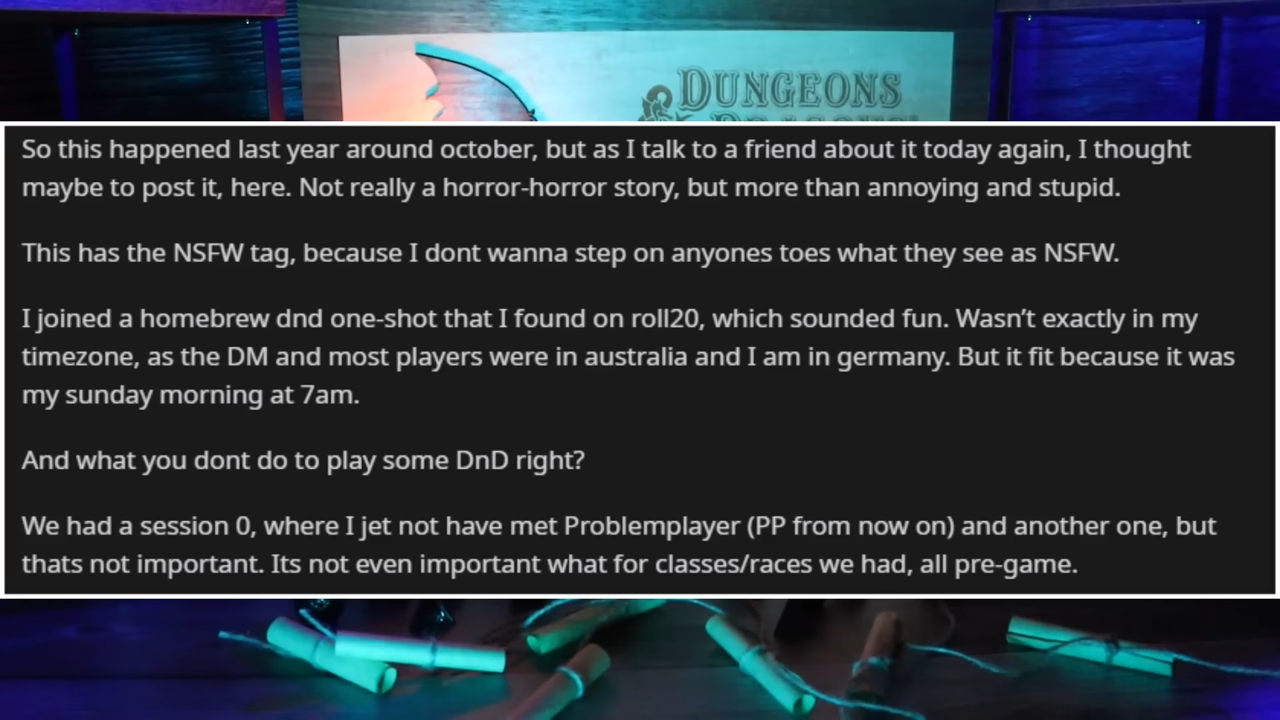 DUNGEONS
& DRAGONS
So this happened last year around october, but as I talk to a friend about it today again, I thought
maybe to post it, here. Not really a horror-horror story, but more than annoying and stupid.
This has the NSFW tag, because I dont wanna step on anyones toes what they see as NSFW.
I joined a homebrew dnd one-shot that I found on roll20, which sounded fun. Wasn't exactly in my
timezone, as the DM and most players were in australia and I am in germany. But it fit because it was
my sunday morning at 7am.
And what you dont do to play some DnD right?
We had a session 0, where I jet not have met Problemplayer (PP from now on) and another one, but
thats not important. Its not even important what for classes/races we had, all pre-game.